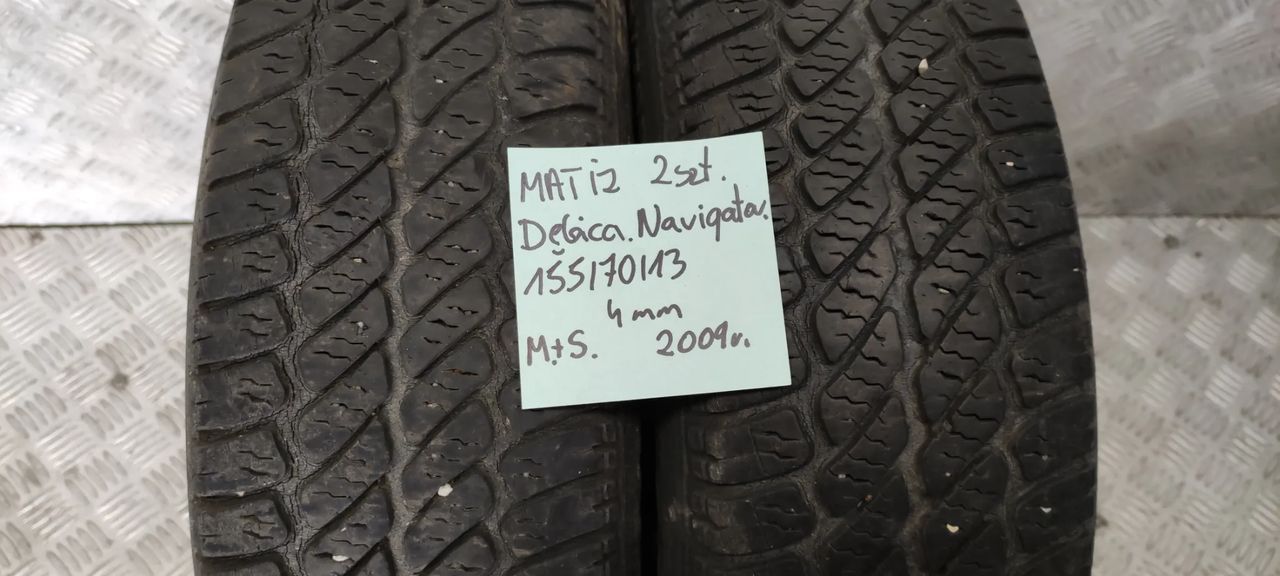 MATiz 2szt.
Dębica. Navigator.
155/70/13
4mm
M+S. 2009r.